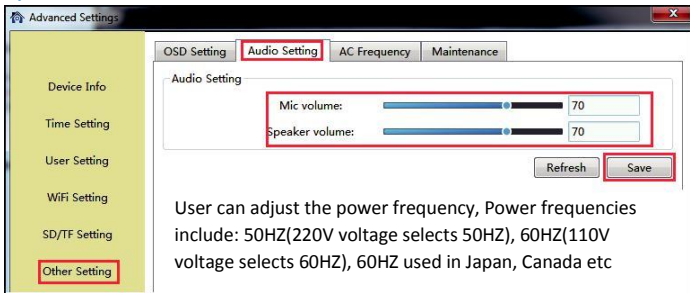 Advanced Settings
OSD Setting Audio Setting AC Frequency Maintenance
Audio Setting
Device Info
Mic volume: 70
Time Setting
Speaker volume: 70
User Setting
Refresh Save
WiFi Setting
User can adjust the power frequency, Power frequencies
SD/TF Setting
include: 50HZ(220V voltage selects 50HZ), 60HZ(110V
voltage selects 60HZ), 60HZ used in Japan, Canada etc
Other Setting